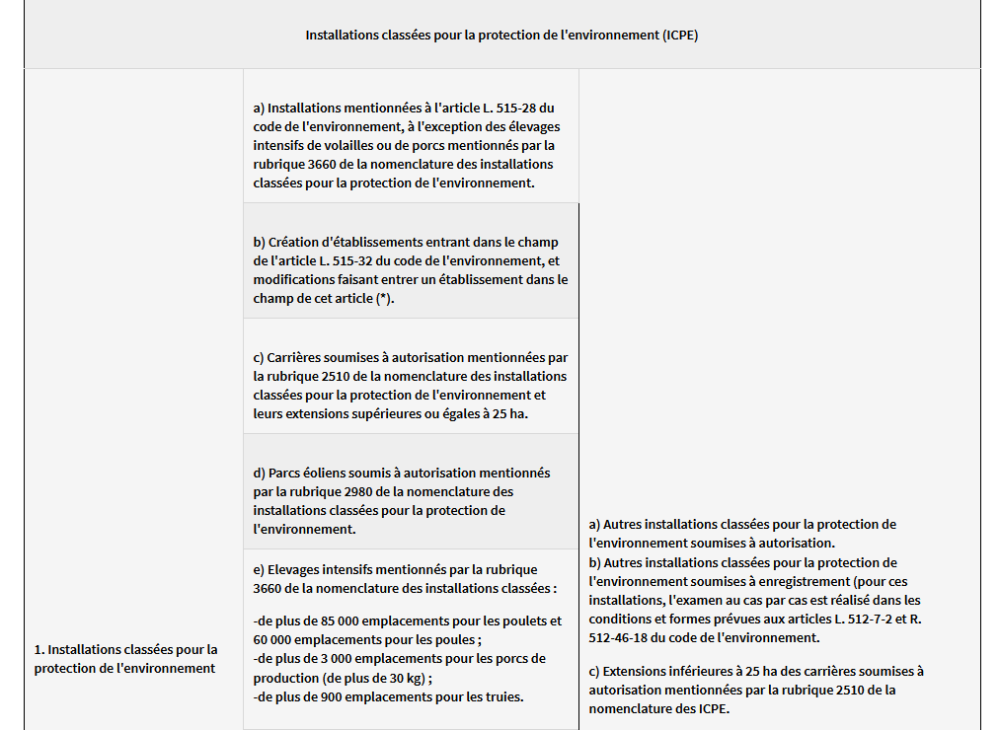 Installations classées pour la protection de l'environnement (ICPE)
1. Installations classées pour la
protection de l'environnement
a) Installations mentionnées à l'article L. 515-28 du
code de l'environnement, à l'exception des élevages
intensifs de volailles ou de porcs mentionnés par la
rubrique 3660 de la nomenclature des installations
classées pour la protection de l'environnement.
b) Création d'établissements entrant dans le champ
de l'article L. 515-32 du code de l'environnement, et
modifications faisant entrer un établissement dans le
champ de cet article (*).
c) Carrières soumises à autorisation mentionnées par
la rubrique 2510 de la nomenclature des installations
classées pour la protection de l'environnement et
leurs extensions supérieures ou égales à 25 ha.
d) Parcs éoliens soumis à autorisation mentionnés
par la rubrique 2980 de la nomenclature des
installations classées pour la protection de
l'environnement.
e) Elevages intensifs mentionnés par la rubrique
3660 de la nomenclature des installations classées :
-de plus de 85 000 emplacements pour les poulets et
60 000 emplacements pour les poules ;
-de plus de 3 000 emplacements pour les porcs de
production (de plus de 30 kg) ;
-de plus de 900 emplacements pour les truies.
a) Autres installations classées pour la protection de
l'environnement soumises à autorisation.
b) Autres installations classées pour la protection de
l'environnement soumises à enregistrement (pour ces
installations, l'examen au cas par cas est réalisé dans les
conditions et formes prévues aux articles L. 512-7-2 et R.
512-46-18 du code de l'environnement.
c) Extensions inférieures à 25 ha des carrières soumises à
autorisation mentionnées par la rubrique 2510 de la
nomenclature des ICPE.